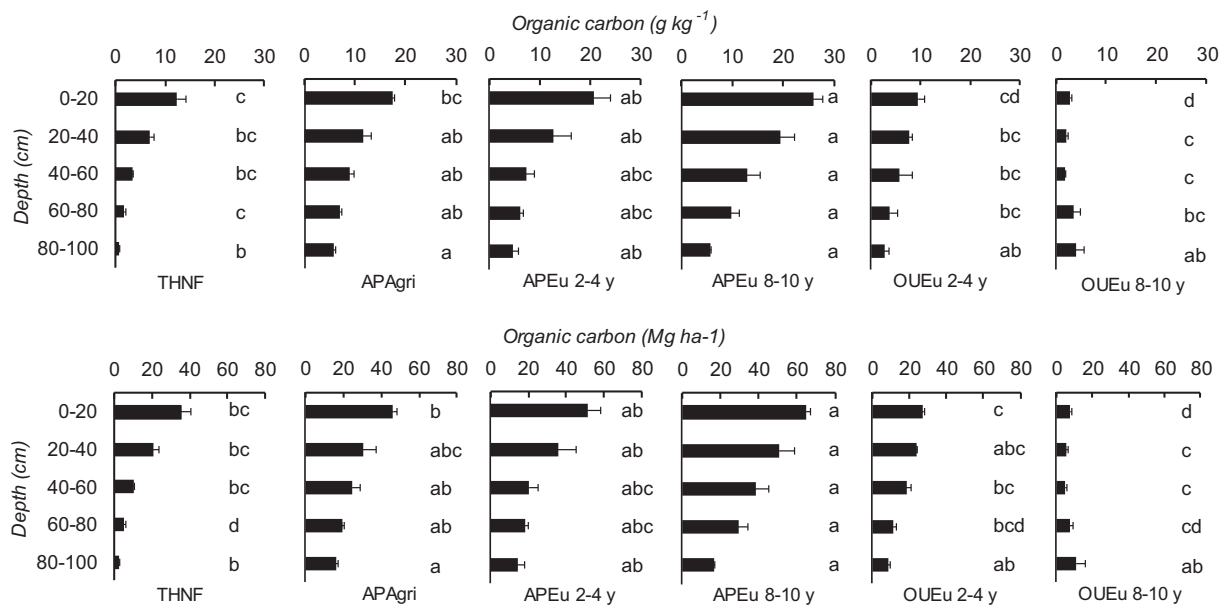 Organic carbon (g kg -1)
0 10 20 30 0 10 20 30 0 10 20 30 0 10 20 30 0 10 20 30 0 10 20 30
Depth (cm)
0-20 c bc ab a cd d
20-40 bc ab ab a bc c
40-60 bc ab abc a bc c
60-80 c ab abc a bc bc
80-100 b a ab a ab ab
THNF APAgri APEu 2-4 y APEu 8-10 y OUEu 2-4 y OUEu 8-10 y
Organic carbon (Mg ha-1)
0 20 40 60 80 0 20 40 60 80 0 20 40 60 80 0 20 40 60 80 0 20 40 60 80 0 20 40 60 80
Depth (cm)
0-20 bc b ab a c d
20-40 bc abc ab a abc c
40-60 bc ab abc a bc c
60-80 d ab abc a bcd cd
80-100 b a ab a ab ab
THNF APAgri APEu 2-4 y APEu 8-10 y OUEu 2-4 y OUEu 8-10 y